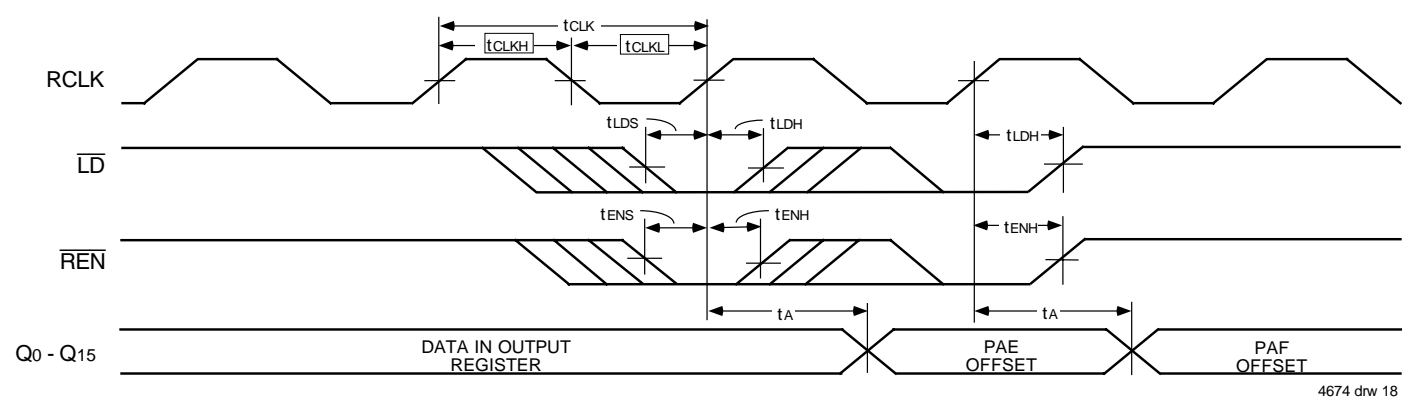 tCLK
tCLKH
tCLKL
RCLK
tLDS
tLDH
tLDH
LD
tENS
tENH
tENH
REN
tA
tA
Q0 - Q15
DATA IN OUTPUT
REGISTER
PAE
OFFSET
PAF
OFFSET
4674 drw 18